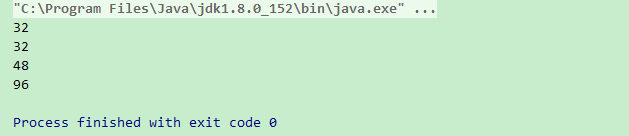 "C:\Program Files\Java\jdk1.8.0_152\bin\java.exe" ...
32
32
48
96
Process finished with exit code 0